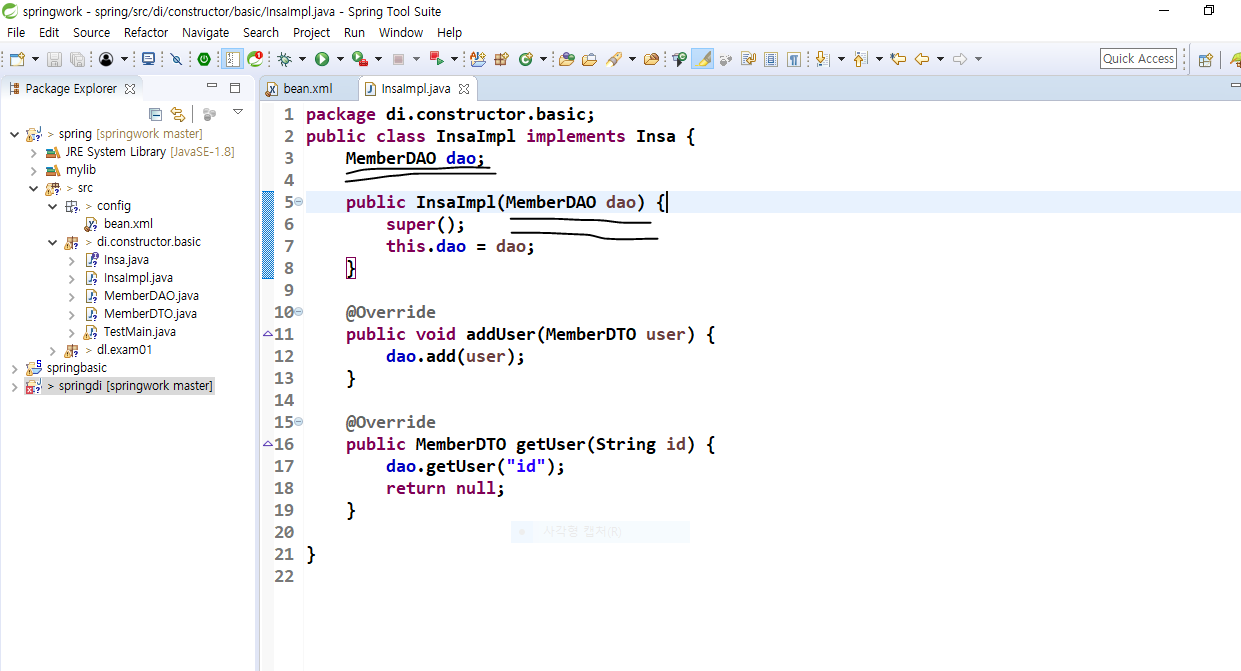 springwork - spring/src/di/constructor/basic/InsaImpl.java - Spring Tool Suite
File Edit Source Refactor Navigate Search Project Run Window Help
Quick Access
Package Explorer
bean.xml
InsaImpl.java
> spring [springwork master]
JRE System Library [JavaSE-1.8]
mylib
> src
> config
bean.xml
> di.constructor.basic
Insa.java
InsaImpl.java
MemberDAO.java
MemberDTO.java
TestMain.java
> dl.exam01
springbasic
> springdi [springwork master]
1 package di.constructor.basic;
2 public class InsaImpl implements Insa {
3 MemberDAO dao;
4
5 public InsaImpl(MemberDAO dao) {
6 super();
7 this.dao = dao;
8 }
9
10 @Override
11 public void addUser(MemberDTO user) {
12 dao.add(user);
13 }
14
15 @Override
16 public MemberDTO getUser(String id) {
17 dao.getUser("id");
18 return null;
19 }
20
사각형 캡처(R)
21 }
22